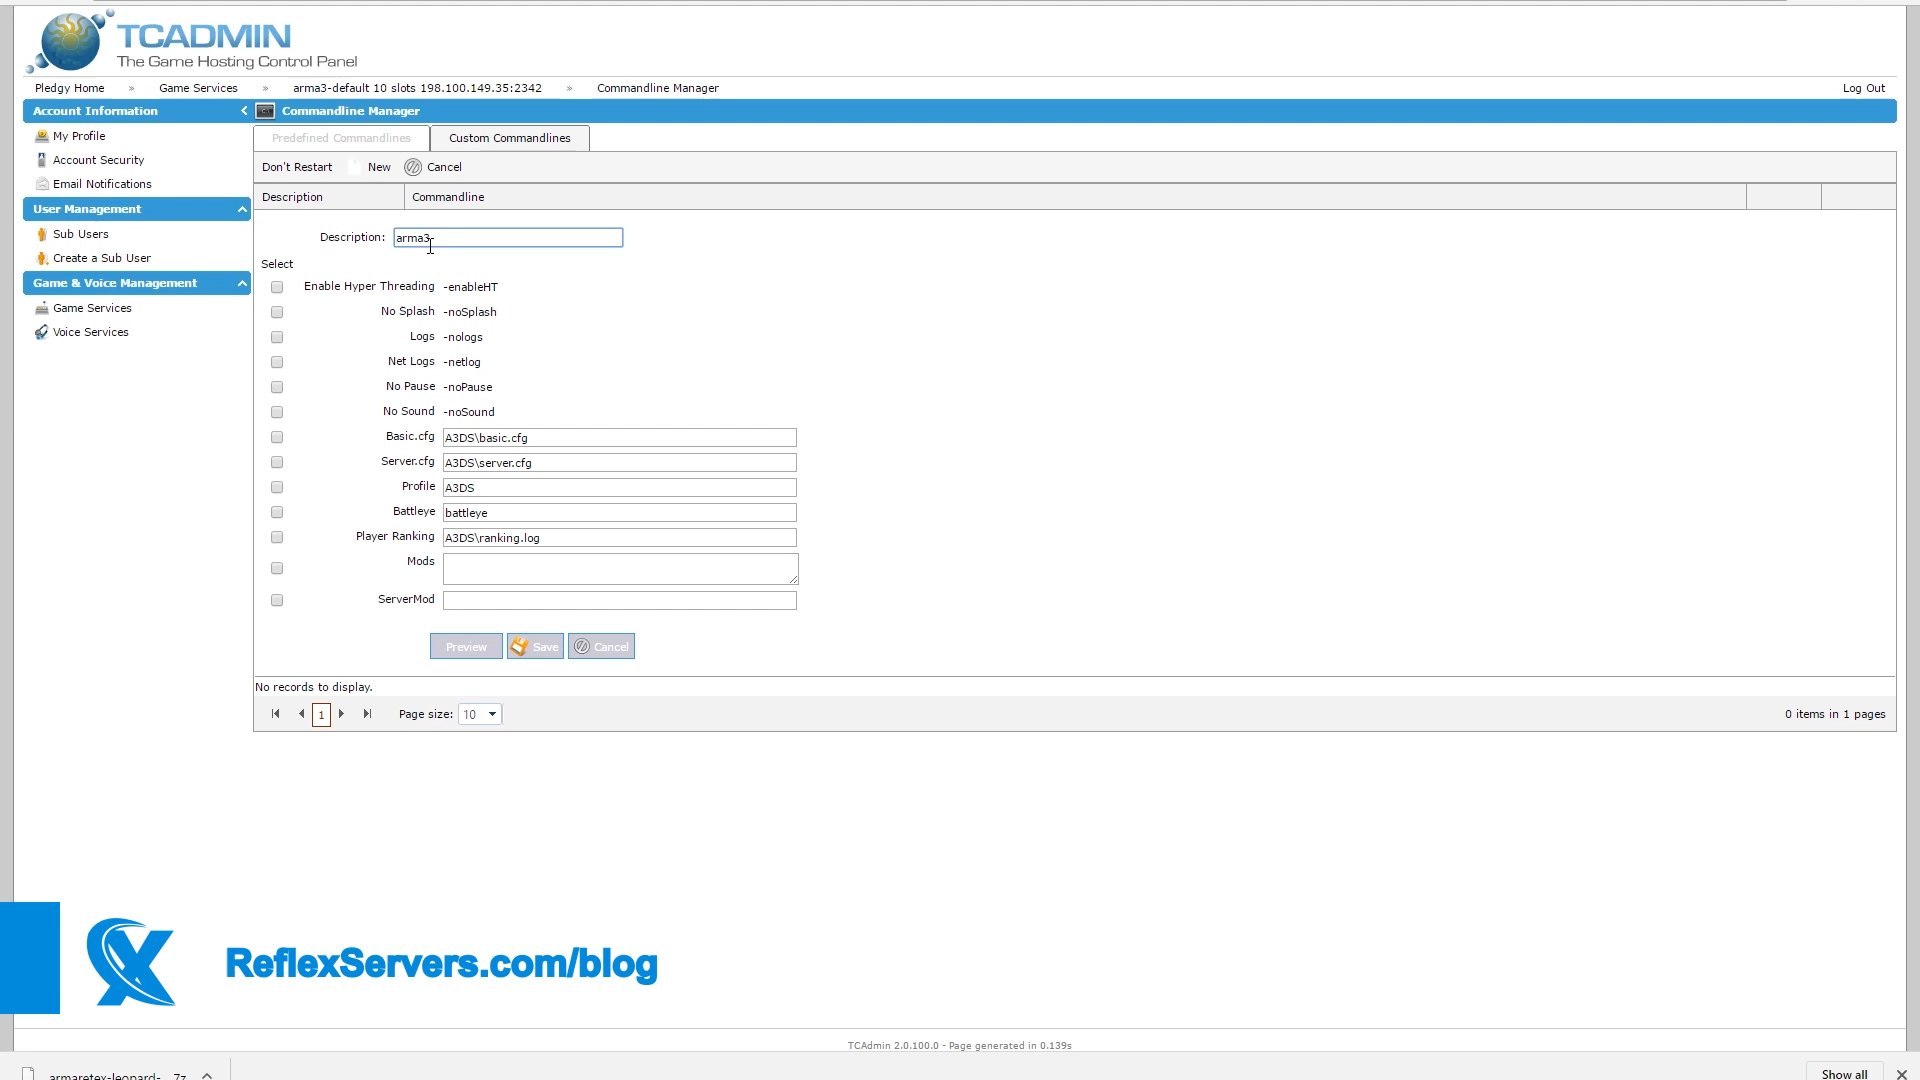 TCADMIN
The Game Hosting Control Panel
Pledgy Home » Game Services » arma3-default 10 slots 198.100.149.35:2342 » Commandline Manager Log Out
Account Information
My Profile
Account Security
Email Notifications
User Management
Sub Users
Create a Sub User
Game & Voice Management
Game Services
Voice Services
Commandline Manager
Predefined Commandlines Custom Commandlines
Don't Restart New Cancel
Description Commandline
Description: arma3-
Select
Enable Hyper Threading -enableHT
No Splash -noSplash
Logs -nologs
Net Logs -netlog
No Pause -noPause
No Sound -noSound
Basic.cfg A3DS\basic.cfg
Server.cfg A3DS\server.cfg
Profile A3DS
Battleye battleye
Player Ranking A3DS\ranking.log
Mods
ServerMod
Preview Save Cancel
No records to display.
1 Page size: 10 0 items in 1 pages
ReflexServers.com/blog
TCAdmin 2.0.100.0 - Page generated in 0.139s
armaretex-leopard-....7z Show all